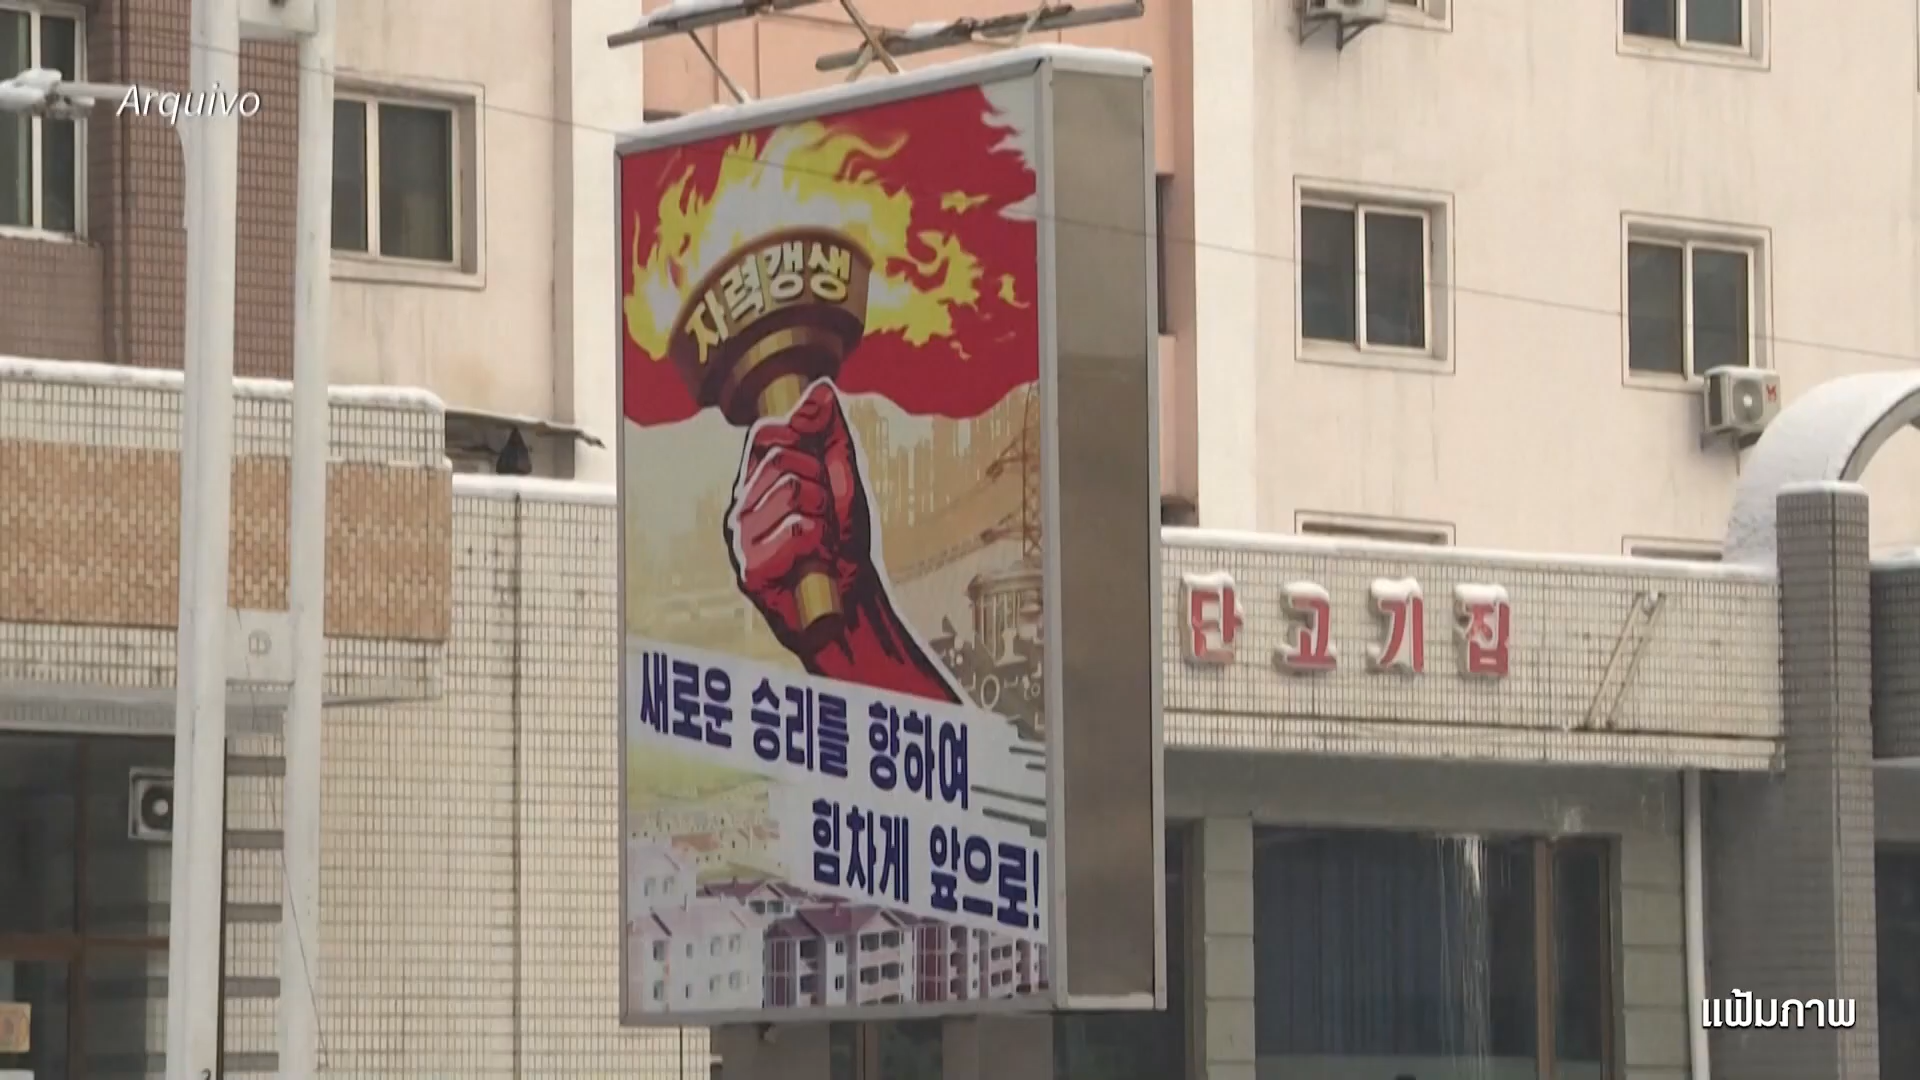 Arquivo
자력갱생
새로운 승리를 향하여
힘차게 앞으로!
단고기집
แฟ้มภาพ